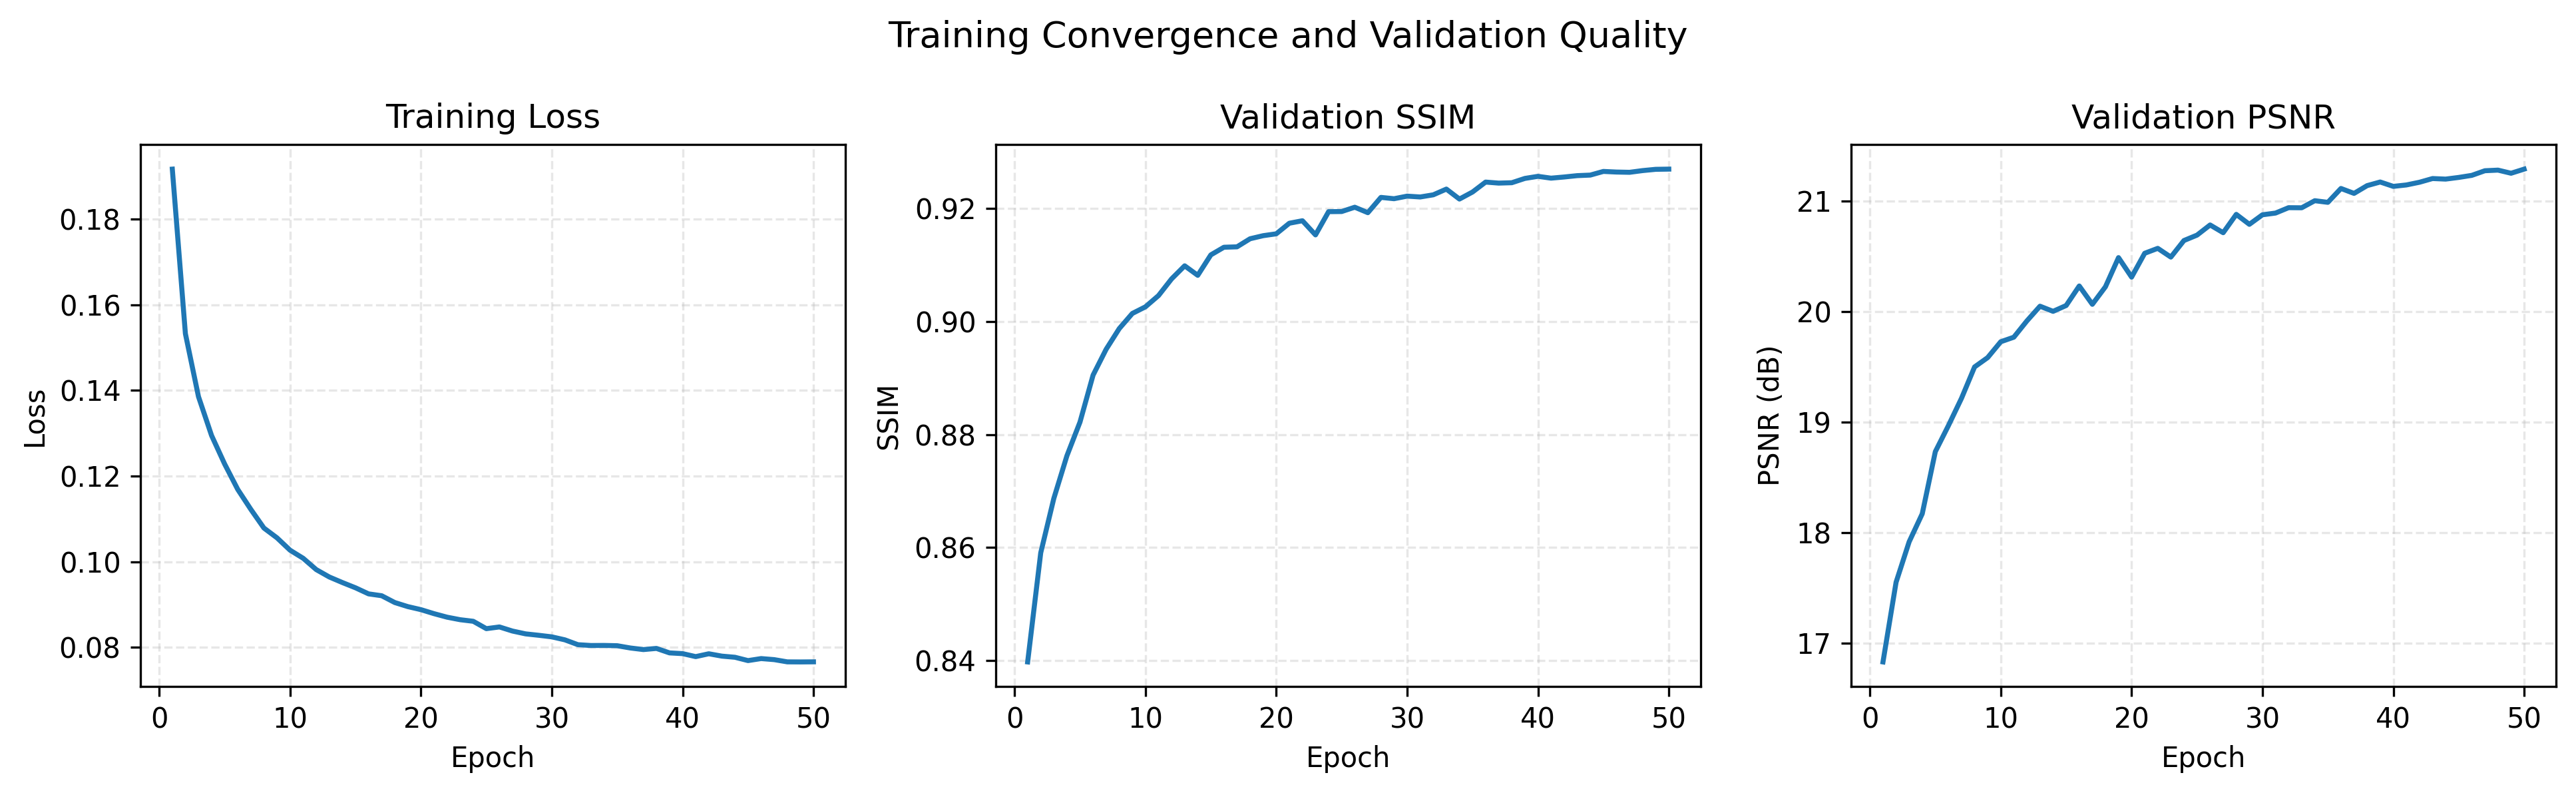 Training Convergence and Validation Quality
Training Loss
Loss
0.18
0.16
0.14
0.12
0.10
0.08
0 10 20 30 40 50
Epoch
Validation SSIM
SSIM
0.92
0.90
0.88
0.86
0.84
0 10 20 30 40 50
Epoch
Validation PSNR
PSNR (dB)
21
20
19
18
17
0 10 20 30 40 50
Epoch